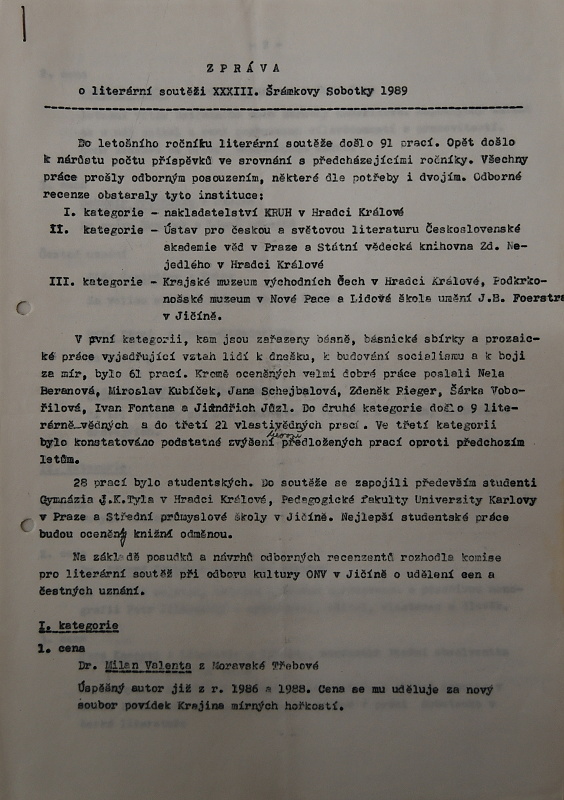 Z P R Á V A
o literární soutěži XXXIII. Šrámkovy Sobotky 1989
Do letošního ročníku literární soutěže došlo 91 prací. Opět došlo
k nárůstu počtu příspěvků ve srovnání s předcházejícími ročníky. Všechny
práce prošly odborným posouzením, některé dle potřeby i dvojím. Odborné
recenze obstaraly tyto instituce:
I. kategorie - nakladatelství KRUH v Hradci Králové
II. kategorie - Ústav pro českou a světovou literaturu Československé
akademie věd v Praze a Státní vědecká knihovna Zd. Ne-
jedlého v Hradci Králové
III. kategorie - Krajské muzeum východních Čech v Hradci Králové, Podkrko-
nošské muzeum v Nové Pace a Lidová škola umění J.B. Foerstra
v Jičíně.
V první kategorii, kam jsou zařazeny básně, básnické sbírky a prozaic-
ké práce vyjadřující vztah lidí k dnešku, k budování socialismu a k boji
za mír, bylo 61 prací. Kromě oceněných velmi dobré práce poslali Nela
Beranová, Miroslav Kubíček, Jana Schejbalová, Zdeněk Pieger, Šárka Vobo-
řilová, Ivan Fontana a Jindřich Jůzl. Do druhé kategorie došlo 9 lite-
rárně-vědných a do třetí 21 vlastivědných prací. Ve třetí kategorii
bylo konstatováno podstatné zvýšení předložených prací oproti předchozím
letům.
28 prací bylo studentských. Do soutěže se zapojili především studenti
Gymnázia J.K.Tyla v Hradci Králové, Pedagogické fakulty Univerzity Karlovy
v Praze a Střední průmyslové školy v Jičíně. Nejlepší studentské práce
budou oceněny knižní odměnou.
Na základě posudků a návrhů odborných recenzentů rozhodla komise
pro literární soutěž při odboru kultury ONV v Jičíně o udělení cen a
čestných uznání.
I. kategorie
1. cena
Dr. Milan Valenta z Moravské Třebové
Úspěšný autor již z r. 1986 a 1988. Cena se mu uděluje za nový
soubor povídek Krajina mírných hořkostí.